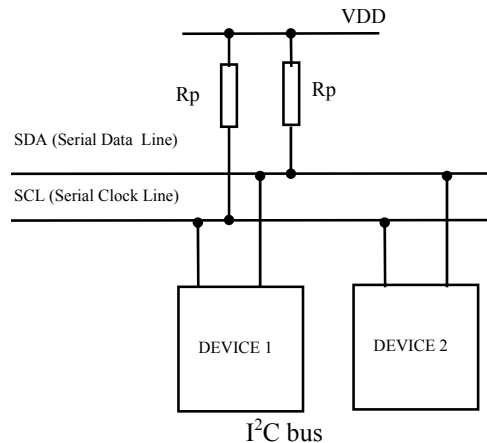 VDD
Rp
Rp
SDA (Serial Data Line)
SCL (Serial Clock Line)
DEVICE 1
DEVICE 2
I²C bus